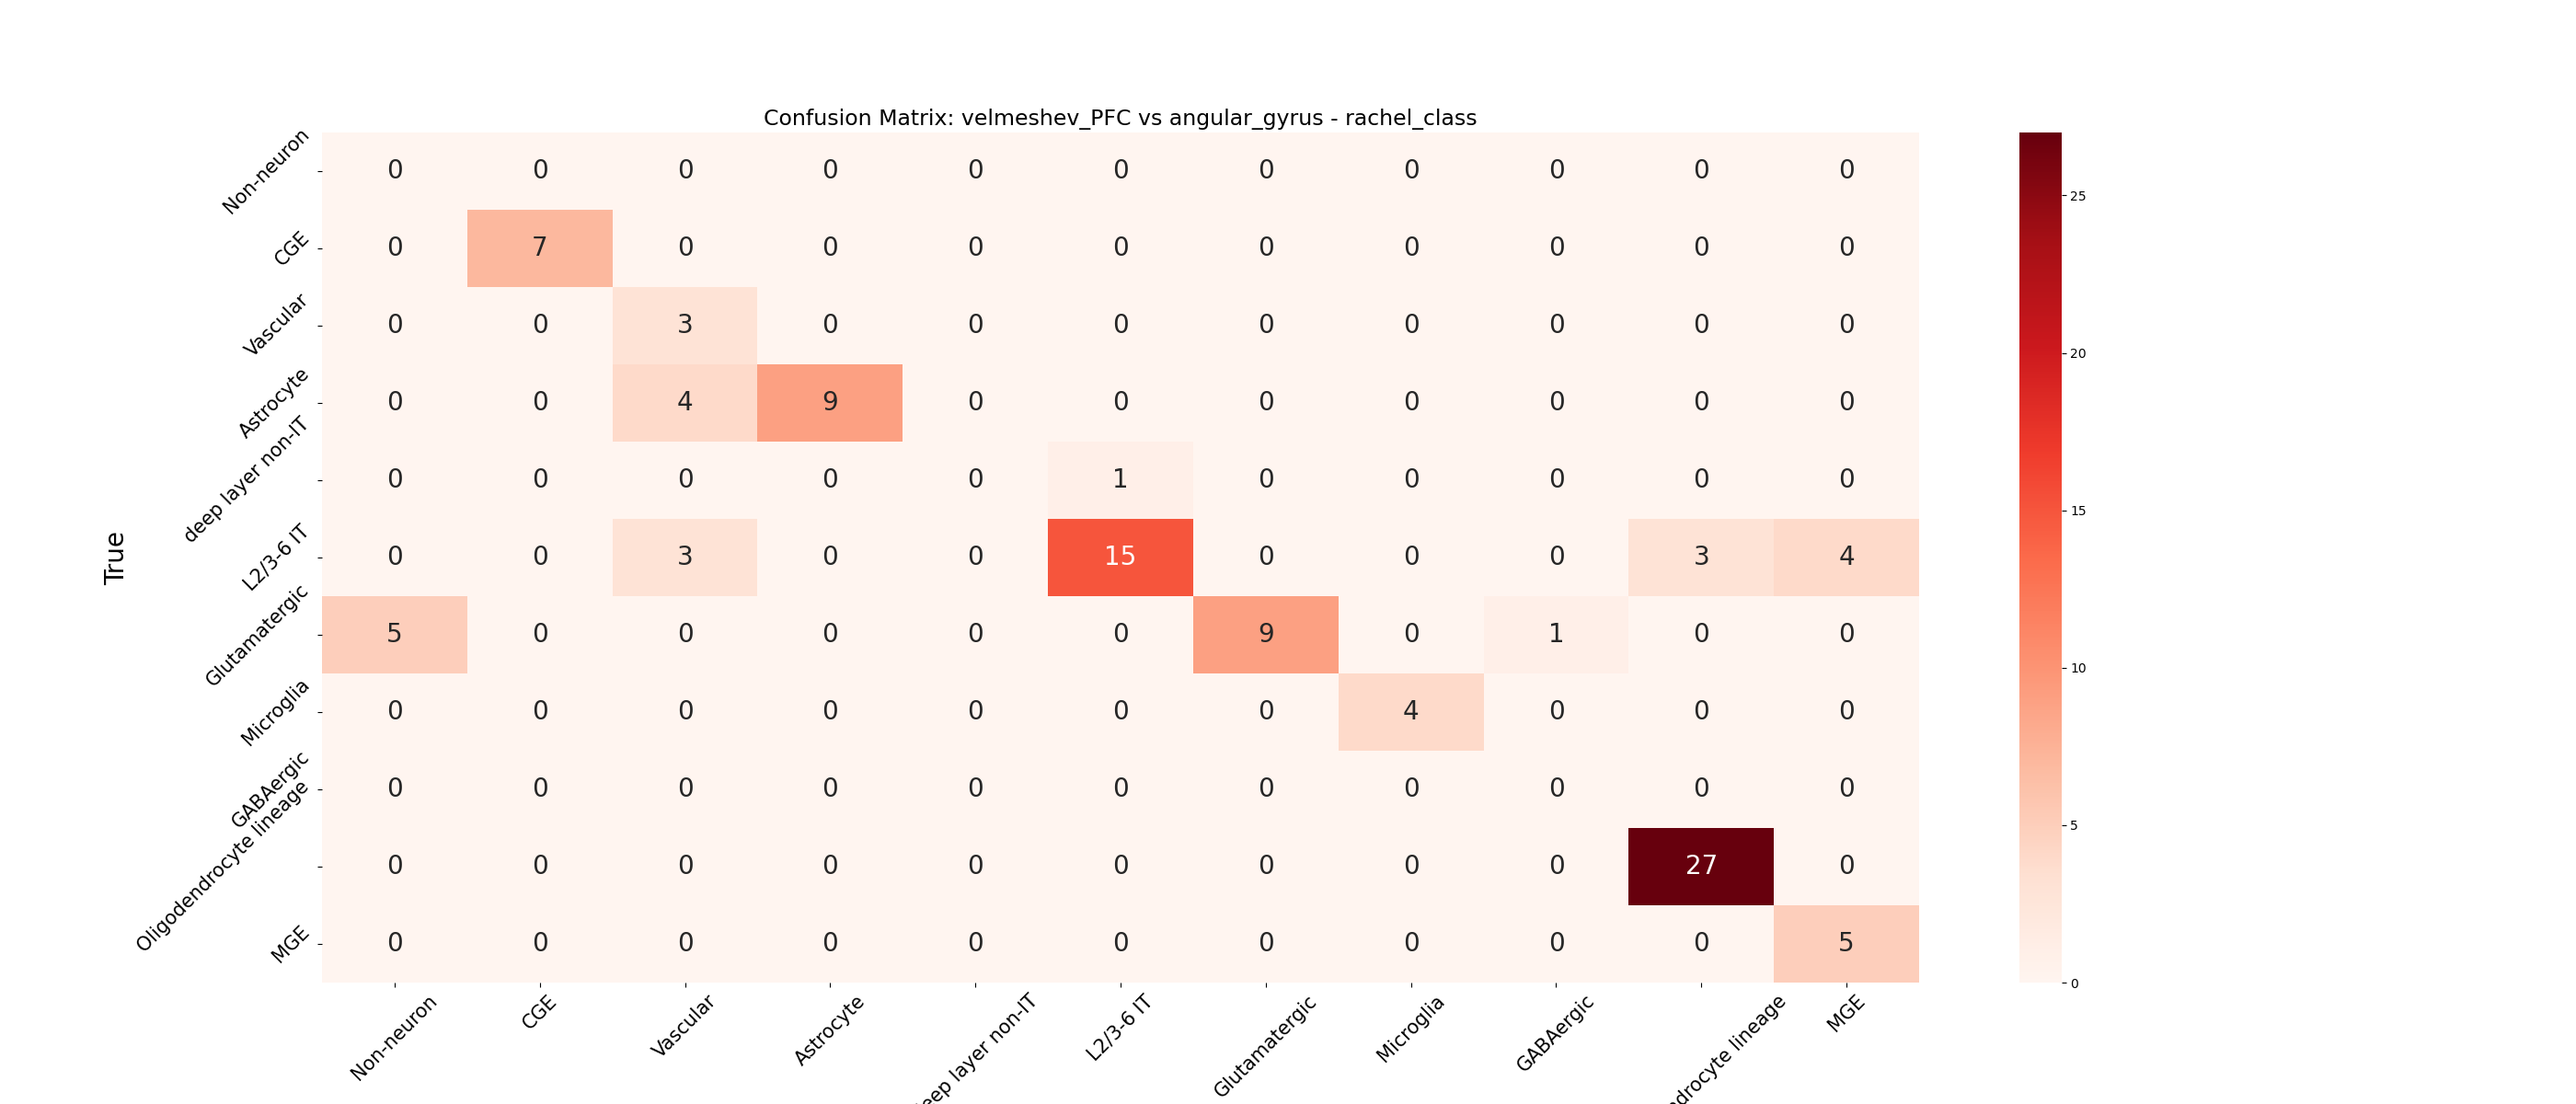 Confusion Matrix: velmeshev_PFC vs angular_gyrus - rachel_class
True
Non-neuron 0 0 0 0 0 0 0 0 0 0 0
CGE 0 7 0 0 0 0 0 0 0 0 0
Vascular 0 0 3 0 0 0 0 0 0 0 0
Astrocyte 0 0 4 9 0 0 0 0 0 0 0
deep layer non-IT 0 0 0 0 0 1 0 0 0 0 0
L2/3-6 IT 0 0 3 0 0 15 0 0 0 3 4
Glutamatergic 5 0 0 0 0 0 9 0 1 0 0
Microglia 0 0 0 0 0 0 0 4 0 0 0
GABAergic 0 0 0 0 0 0 0 0 0 0 0
Oligodendrocyte lineage 0 0 0 0 0 0 0 0 0 27 0
MGE 0 0 0 0 0 0 0 0 0 0 5
Non-neuron CGE Vascular Astrocyte layer non-IT L2/3-6 IT Glutamatergic Microglia GABAergic lineage MGE
25
20
15
10
5
0